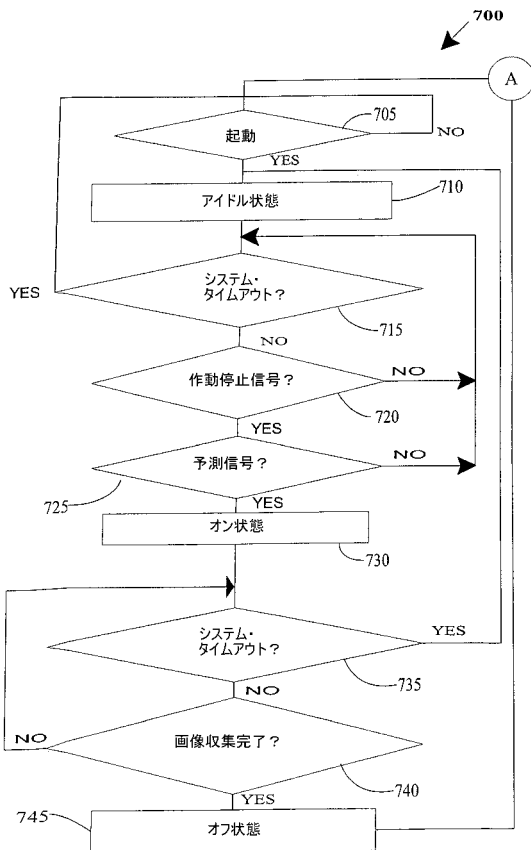 700
A
705
起動
NO
YES
710
アイドル状態
システム・
タイムアウト?
YES
715
NO
作動停止信号?
NO
720
YES
予測信号?
NO
725
YES
オン状態
730
システム・
タイムアウト?
YES
735
NO
画像収集完了?
NO
740
YES
745
オフ状態